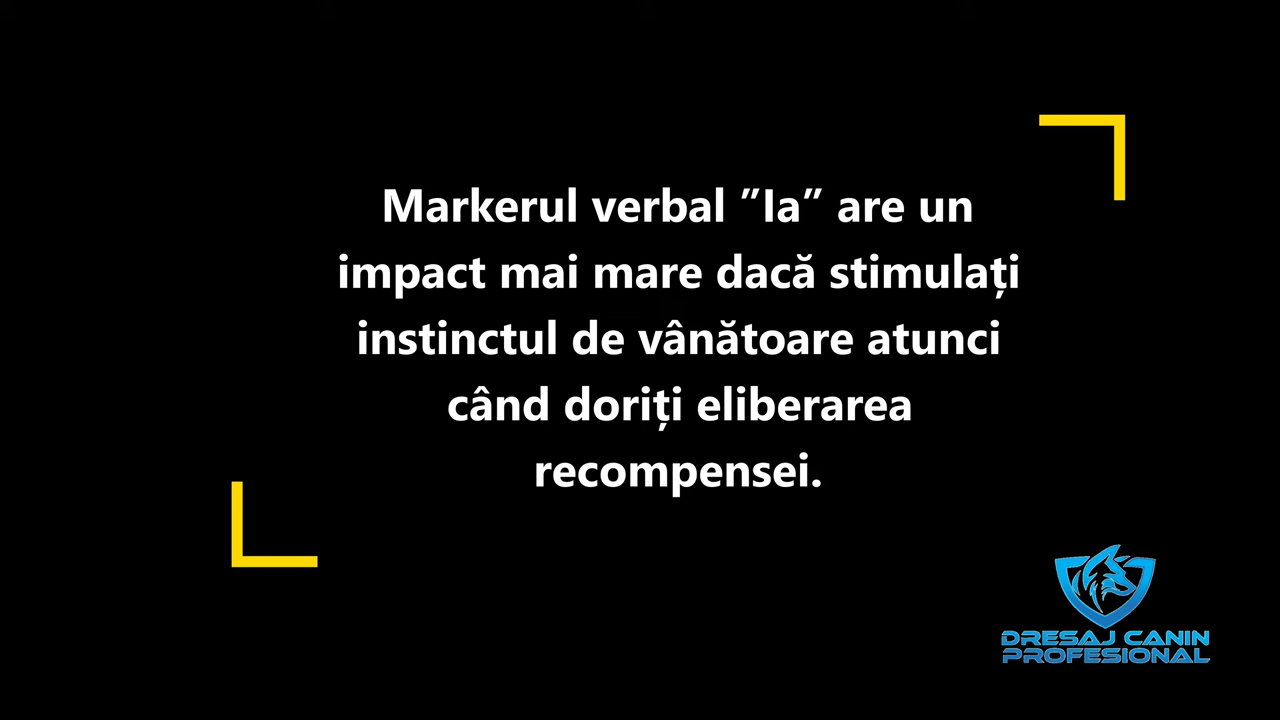 Markerul verbal ”Ia” are un
impact mai mare dacă stimulați
instinctul de vânătoare atunci
când doriți eliberarea
recompensei.
DRESAJ CANIN
PROFESIONAL